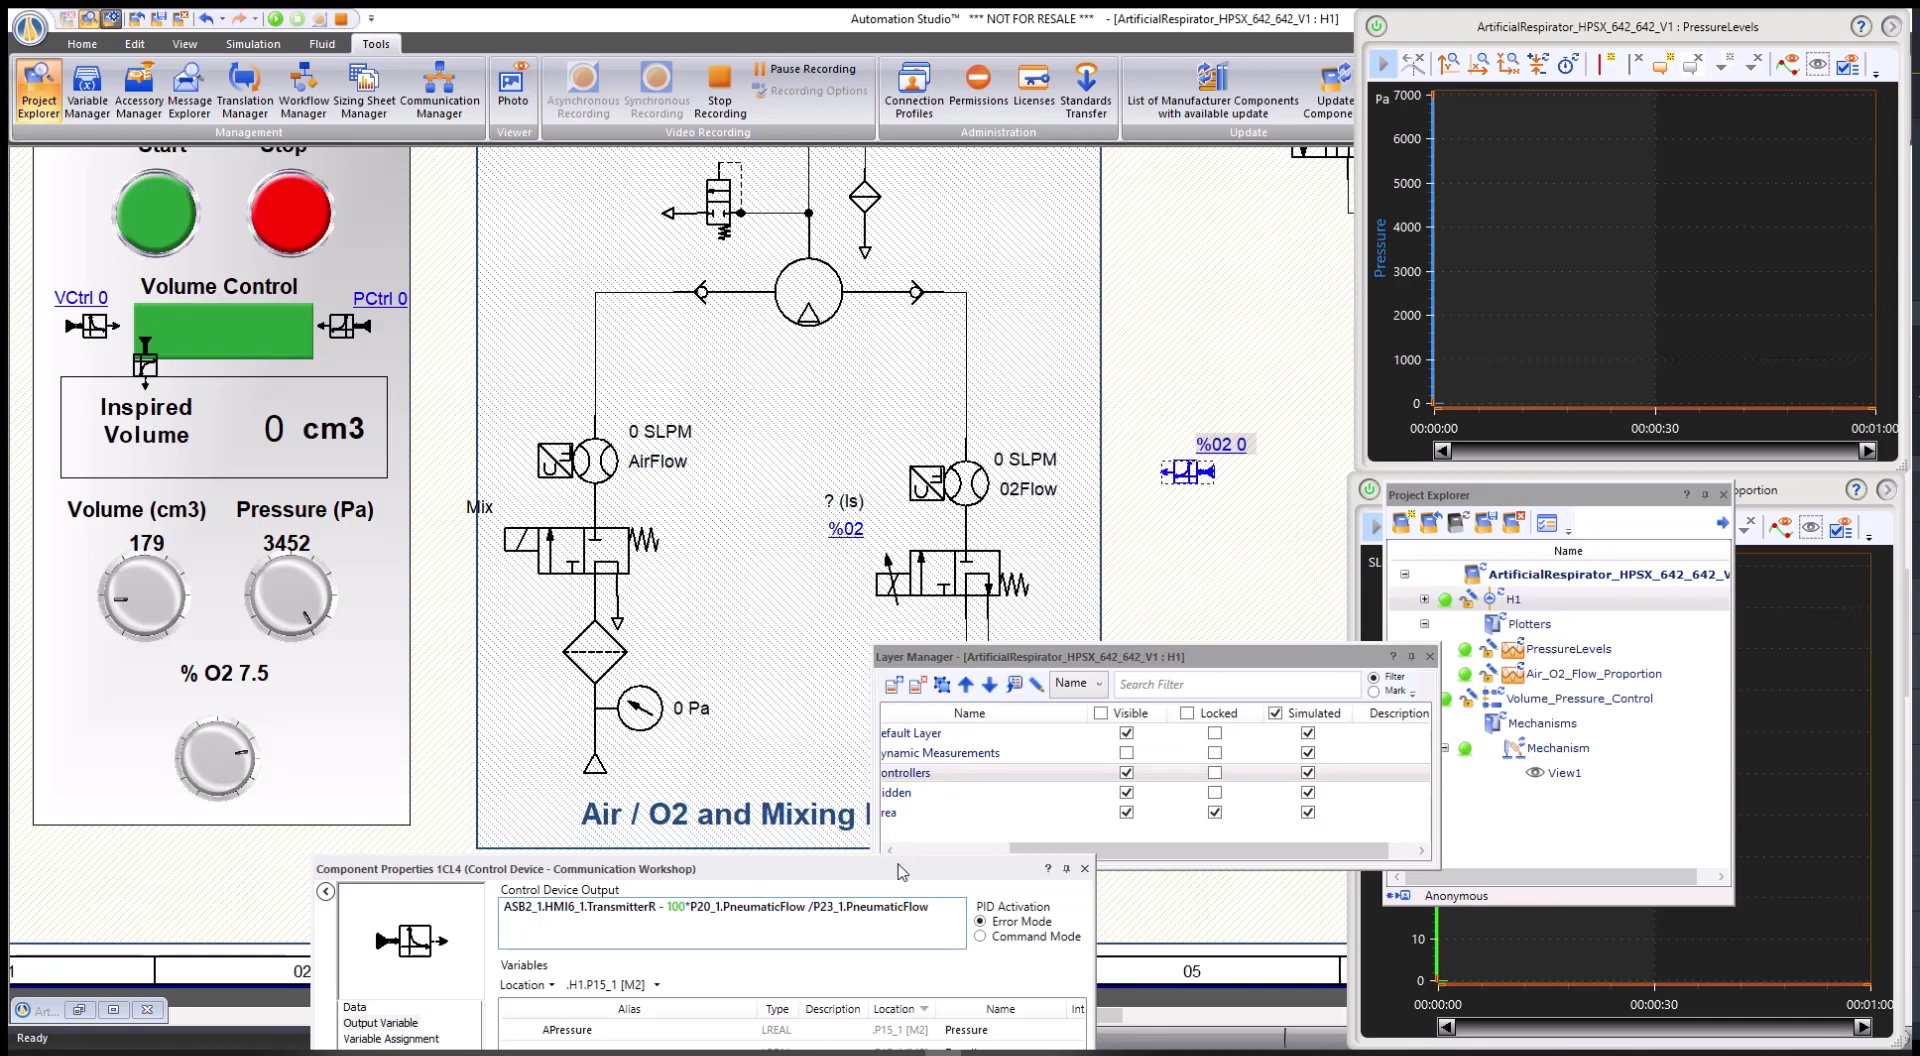 Automation Studio™ *** NOT FOR RESALE *** - [ArtificialRespirator_HPSX_642_642_V1 : H1]
Home Edit View Simulation Fluid Tools
Project Explorer
Variable Manager
Accessory Manager
Message Explorer
Translation Manager
Workflow Manager
Sizing Sheet Manager
Communication Manager
Management
Photo
Viewer
Asynchronous Recording
Synchronous Recording
Stop Recording
Pause Recording
Recording Options
Video Recording
Connection Profiles
Permissions
Licenses
Standards Transfer
Administration
List of Manufacturer Components with available update
Update
Update
Start Stop
Volume Control
VCtrl 0
PCtrl 0
Inspired Volume
0 cm3
Volume (cm3) Pressure (Pa)
179 3452
% O2 7.5
0 SLPM
AirFlow
Mix
0 Pa
? (ls)
%02
0 SLPM
02Flow
%02 0
Air / O2 and Mixing
02
05
Ready
Layer Manager - [ArtificialRespirator_HPSX_642_642_V1 : H1]
Name
Search Filter
Filter
Mark
Name Visible Locked Simulated Description
efault Layer
ynamic Measurements
ontrollers
idden
rea
Component Properties 1CL4 (Control Device - Communication Workshop)
Control Device Output
ASB2_1.HMI6_1.TransmitterR - 100*P20_1.PneumaticFlow /P23_1.PneumaticFlow
PID Activation
Error Mode
Command Mode
Variables
Location .H1.P15_1 [M2]
Alias Type Description Location Name Int
APressure LREAL .P15_1 [M2] Pressure
Data
Output Variable
Variable Assignment
ArtificialRespirator_HPSX_642_642_V1 : PressureLevels
Pa 7000
6000
5000
4000
3000
2000
1000
0
Pressure
00:00:00 00:00:30 00:01:00
oportion
Project Explorer
Name
ArtificialRespirator_HPSX_642_642_V
H1
Plotters
PressureLevels
Air_O2_Flow_Proportion
Volume_Pressure_Control
Mechanisms
Mechanism
View1
Anonymous
SL
10
0
00:00:00 00:00:30 00:01:00